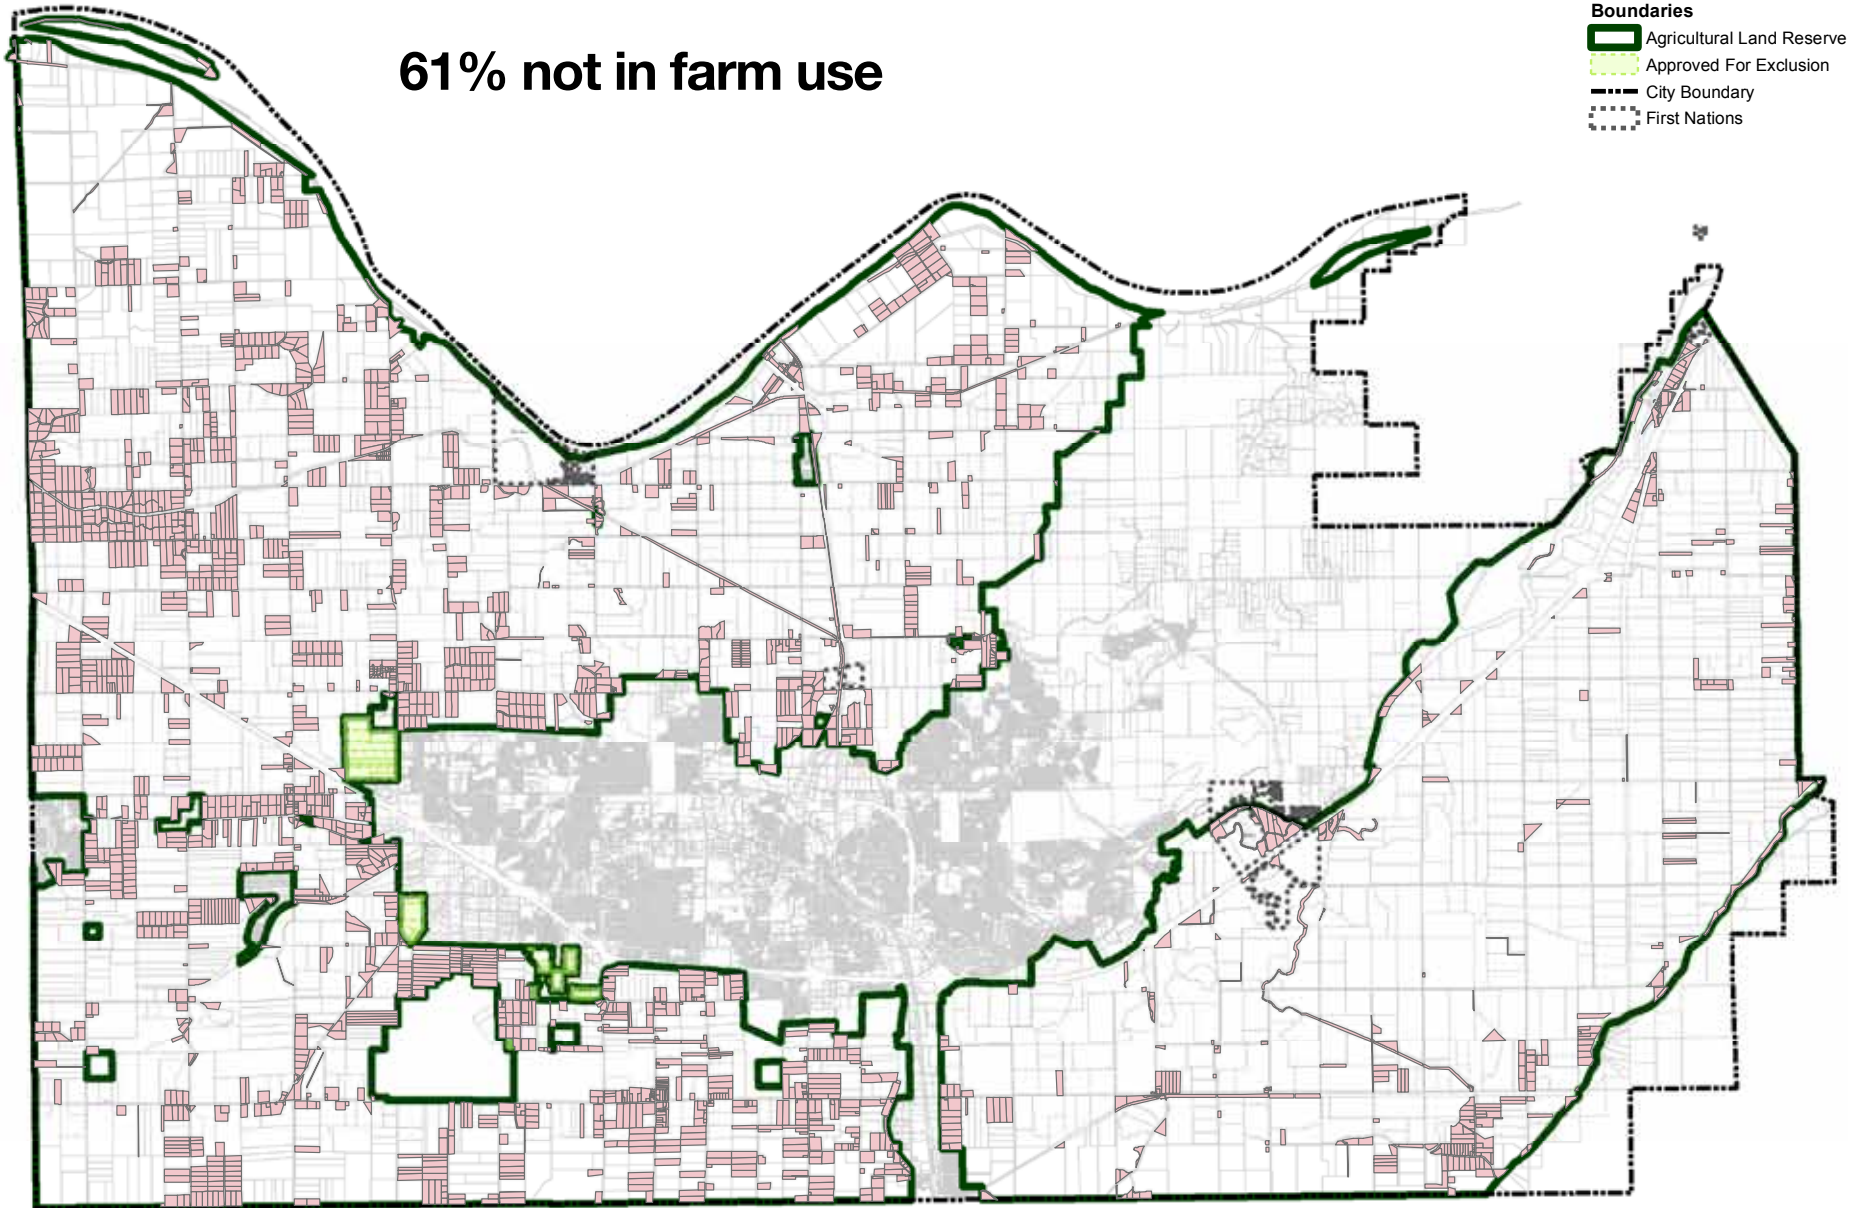 61% not in farm use
Boundaries
Agricultural Land Reserve
Approved For Exclusion
City Boundary
First Nations